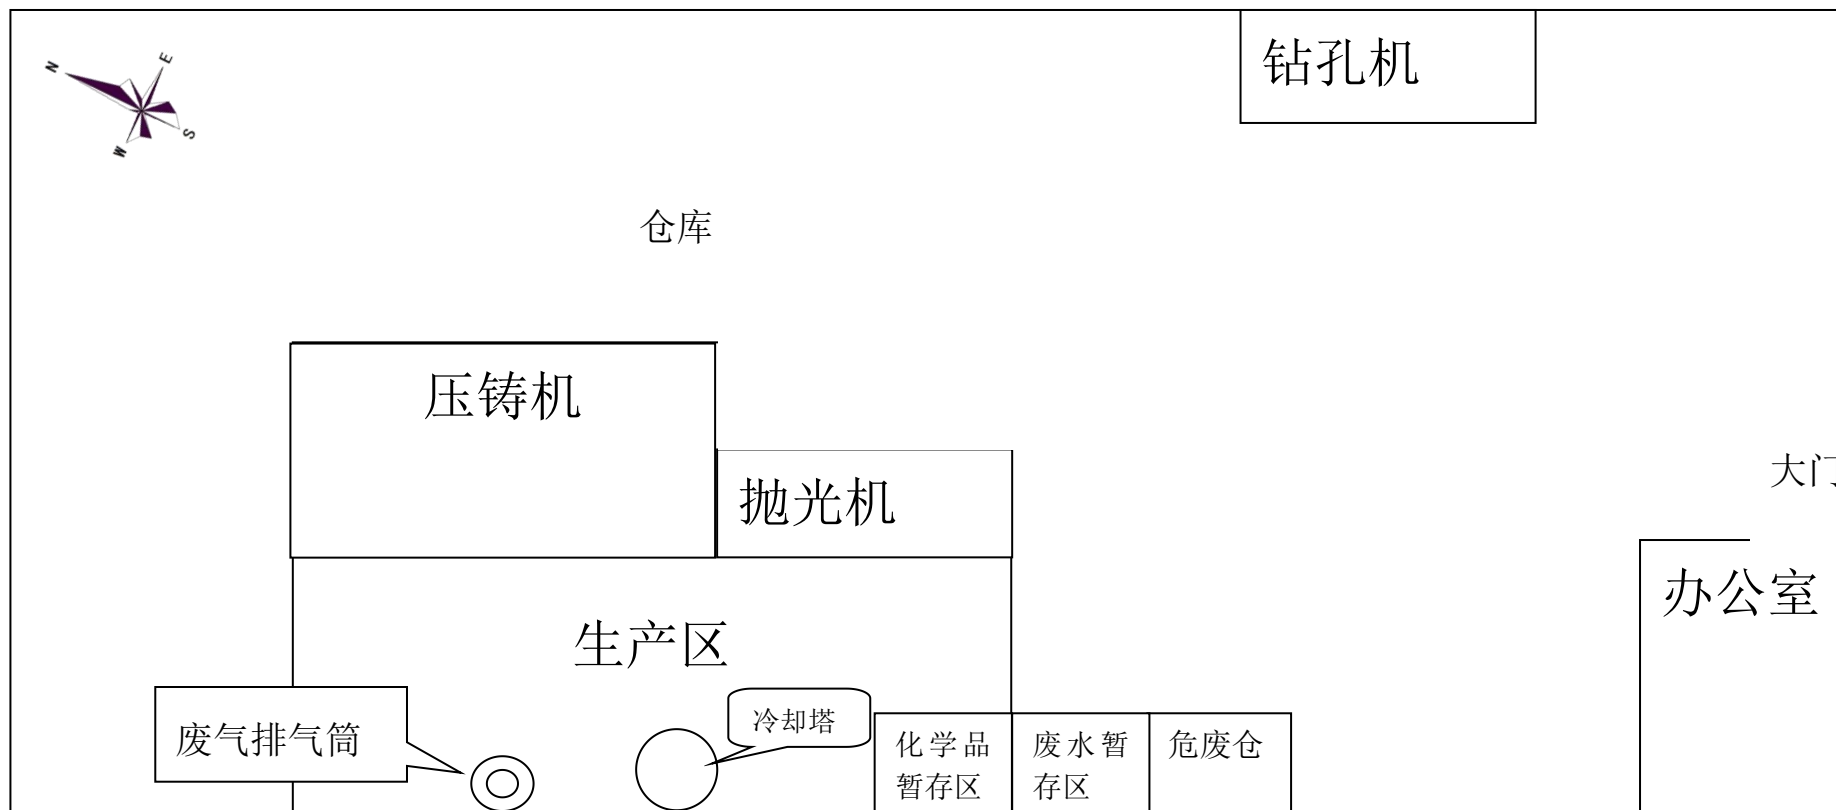 钻孔机
N
E
S
W
仓库
压铸机
大门
抛光机
办公室
生产区
冷却塔
废气排气筒
化学品
暂存区
废水暂
存区
危废仓